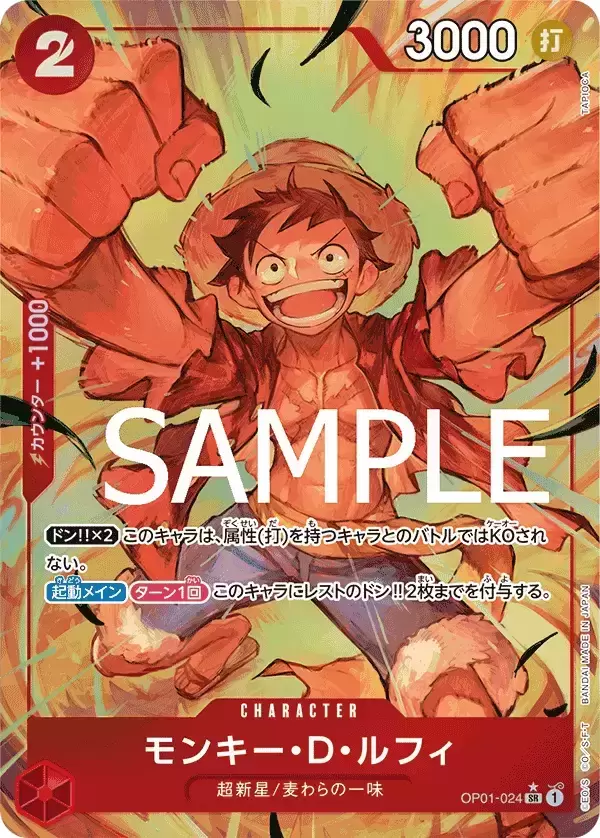 2
3000
打
TAPIOCA
カウンター +1000
SAMPLE
ドン!!×2 このキャラは、属性(打)を持つキャラとのバトルではKOされ
ない。
起動メイン ターン1回 このキャラにレストのドン!!2枚までを付与する。
CHARACTER
モンキー・D・ルフィ
超新星/麦わらの一味
OP01-024 SR 1
©E.O/S. ©O/S・F・T BANDAI MADE IN JAPAN